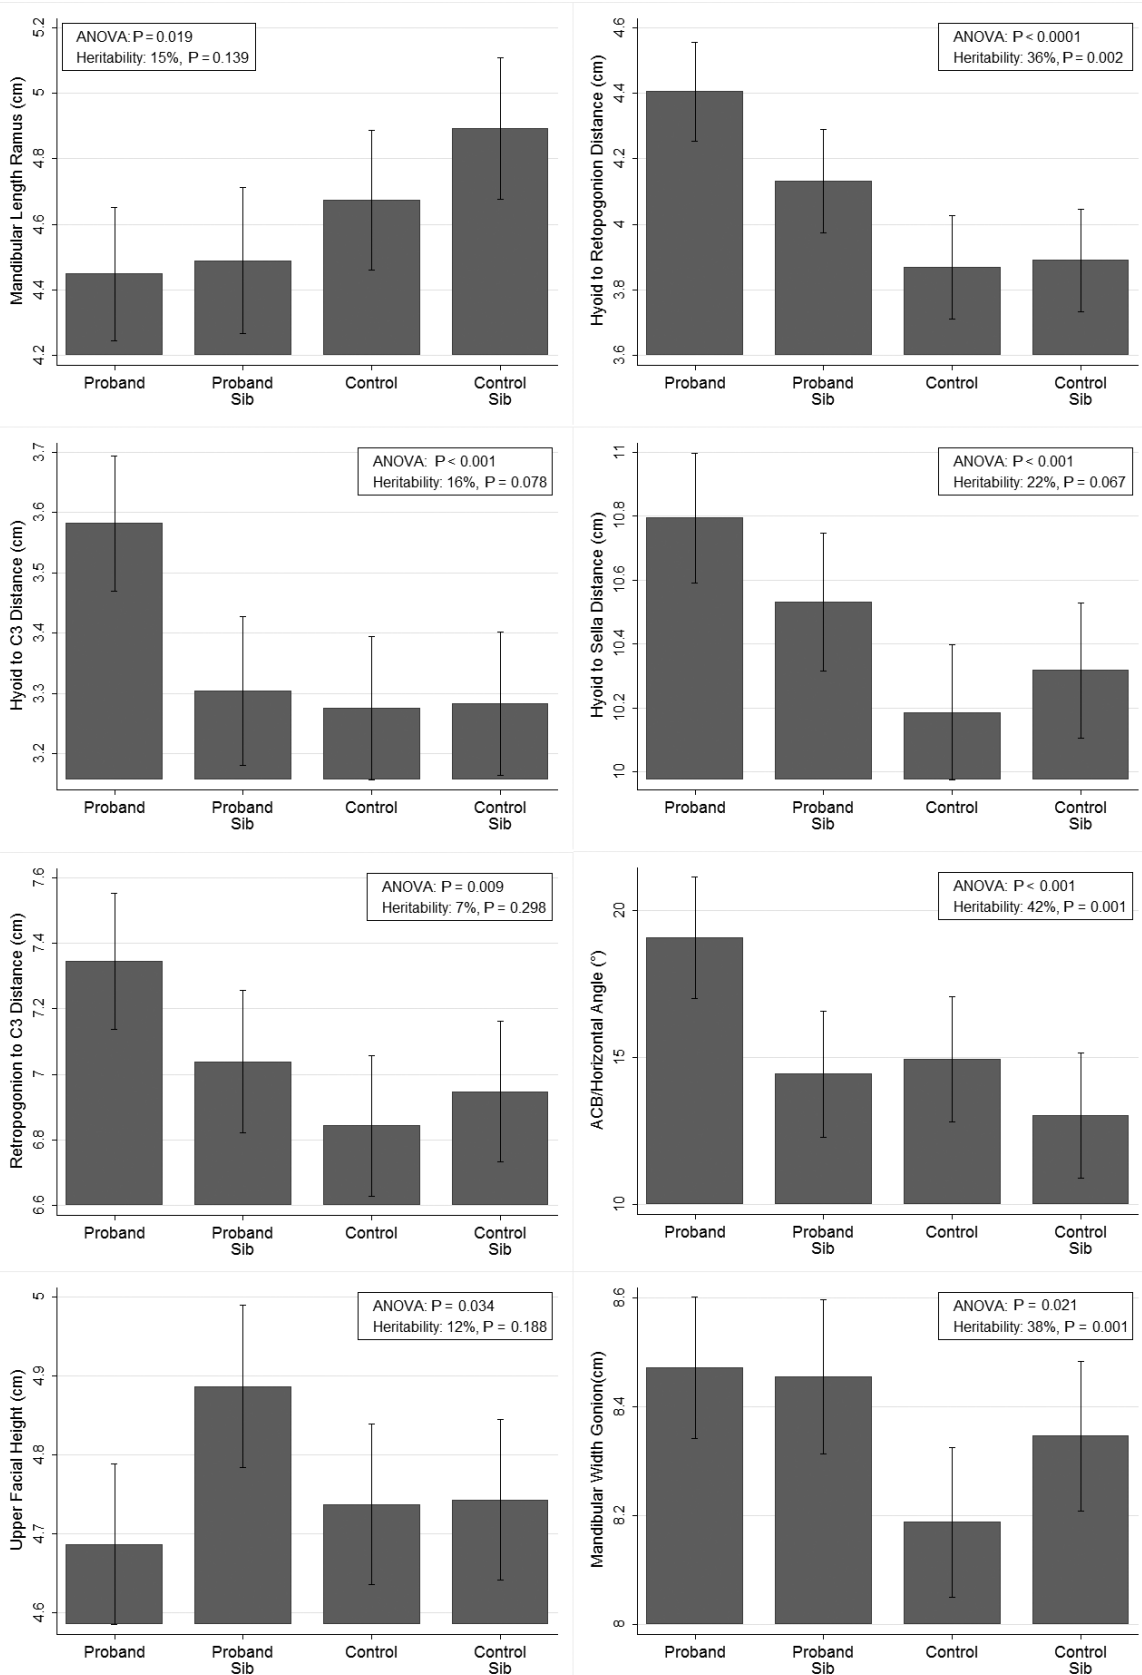 ANOVA: P = 0.019
Heritability: 15%, P = 0.139
Mandibular Length Ramus (cm)
5.2
5
4.8
4.6
4.4
4.2
Proband
Proband
Sib
Control
Control
Sib
ANOVA: P < 0.0001
Heritability: 36%, P = 0.002
Hyoid to Retopogonion Distance (cm)
4.6
4.4
4.2
4
3.8
3.6
Proband
Proband
Sib
Control
Control
Sib
ANOVA: P < 0.001
Heritability: 16%, P = 0.078
Hyoid to C3 Distance (cm)
3.7
3.6
3.5
3.4
3.3
3.2
Proband
Proband
Sib
Control
Control
Sib
ANOVA: P < 0.001
Heritability: 22%, P = 0.067
Hyoid to Sella Distance (cm)
11
10.8
10.6
10.4
10.2
10
Proband
Proband
Sib
Control
Control
Sib
ANOVA: P = 0.009
Heritability: 7%, P = 0.298
Retropogonion to C3 Distance (cm)
7.6
7.4
7.2
7
6.8
6.6
Proband
Proband
Sib
Control
Control
Sib
ANOVA: P < 0.001
Heritability: 42%, P = 0.001
ACB/Horizontal Angle (°)
20
15
10
Proband
Proband
Sib
Control
Control
Sib
ANOVA: P = 0.034
Heritability: 12%, P = 0.188
Upper Facial Height (cm)
5
4.9
4.8
4.7
4.6
Proband
Proband
Sib
Control
Control
Sib
ANOVA: P = 0.021
Heritability: 38%, P = 0.001
Mandibular Width Gonion(cm)
8.6
8.4
8.2
8
Proband
Proband
Sib
Control
Control
Sib